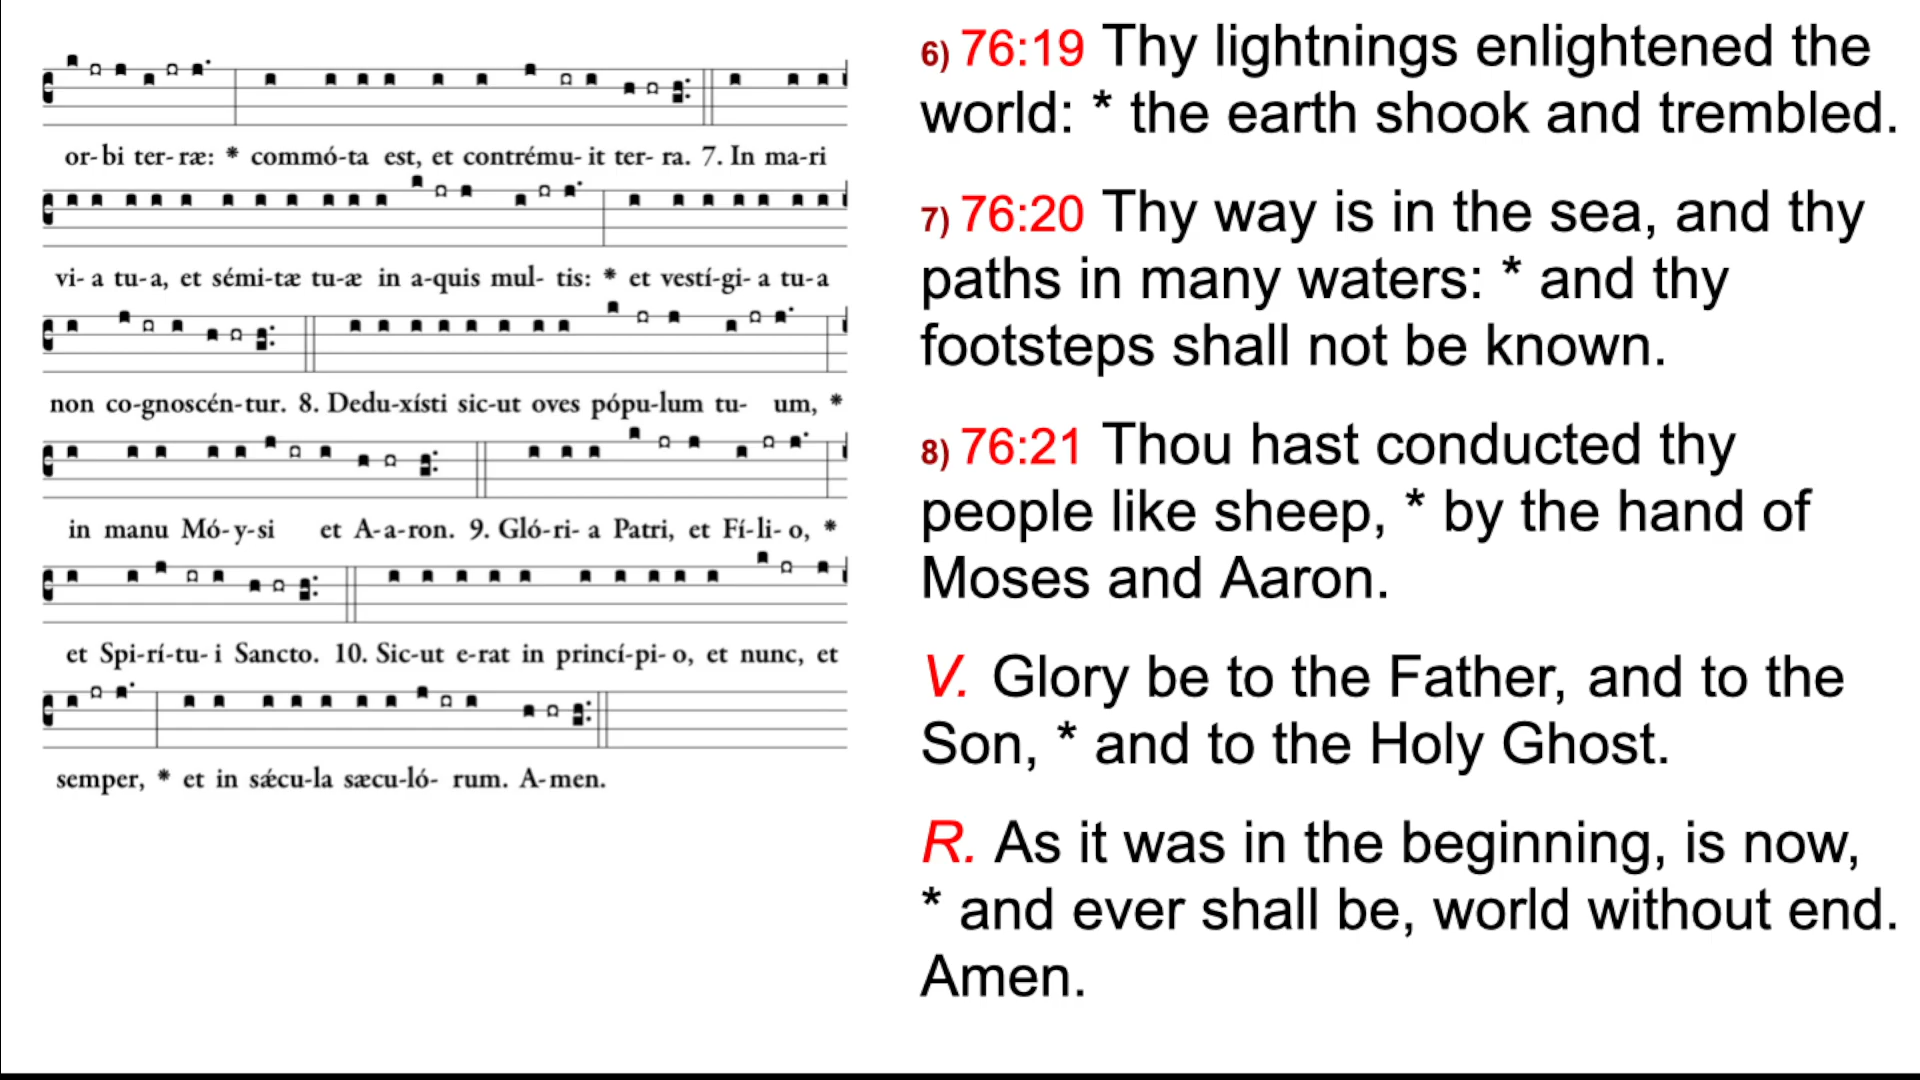 or- bi ter- ræ: * commó-ta est, et contrému- it ter- ra. 7. In ma-ri
vi- a tu- a, et sémi-tæ tu-æ in a-quis mul- tis: * et vestí-gi- a tu-a
non co-gnoscén-tur. 8. Dedu-xísti sic-ut oves pópu-lum tu- um, *
in manu Mó-y-si et A-a-ron. 9. Gló-ri- a Patri, et Fí-li- o, *
et Spi-rí-tu- i Sancto. 10. Sic-ut e-rat in princí-pi- o, et nunc, et
semper, * et in sǽcu-la sæcu-ló- rum. A-men.
6) 76:19 Thy lightnings enlightened the
world: * the earth shook and trembled.
7) 76:20 Thy way is in the sea, and thy
paths in many waters: * and thy
footsteps shall not be known.
8) 76:21 Thou hast conducted thy
people like sheep, * by the hand of
Moses and Aaron.
V. Glory be to the Father, and to the
Son, * and to the Holy Ghost.
R. As it was in the beginning, is now,
* and ever shall be, world without end.
Amen.